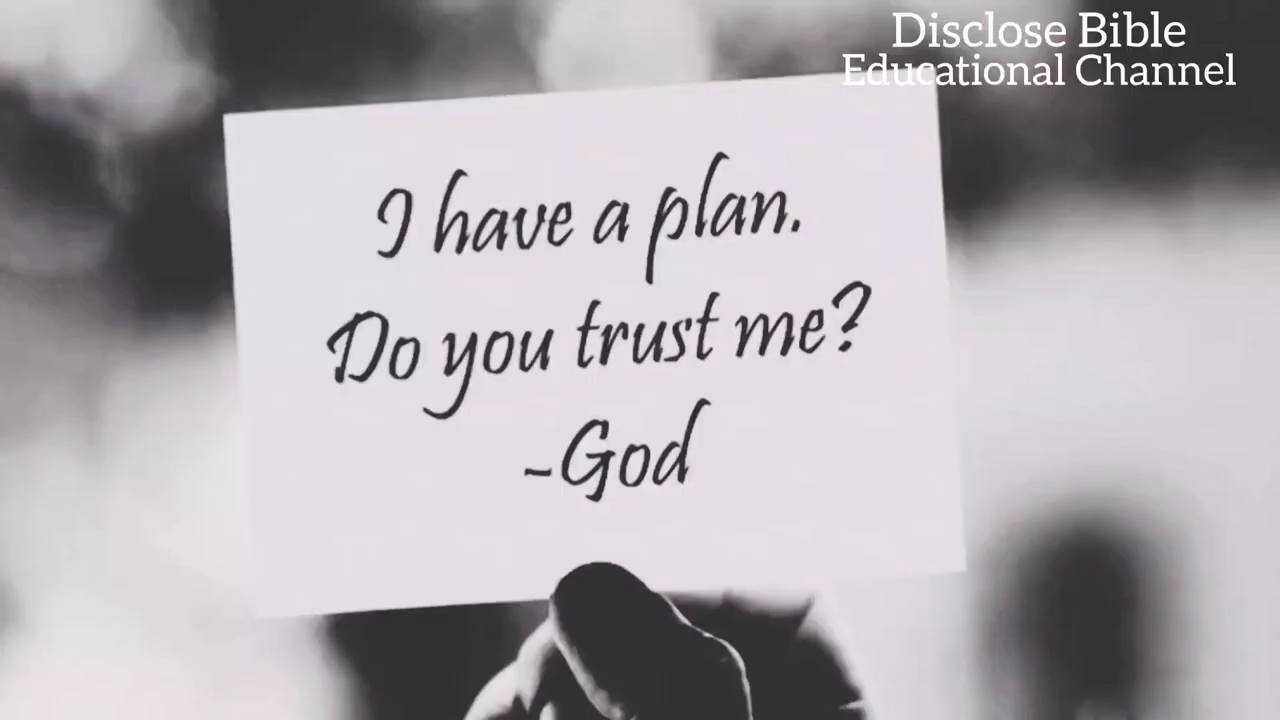 Disclose Bible
Educational Channel
I have a plan.
Do you trust me?
-God